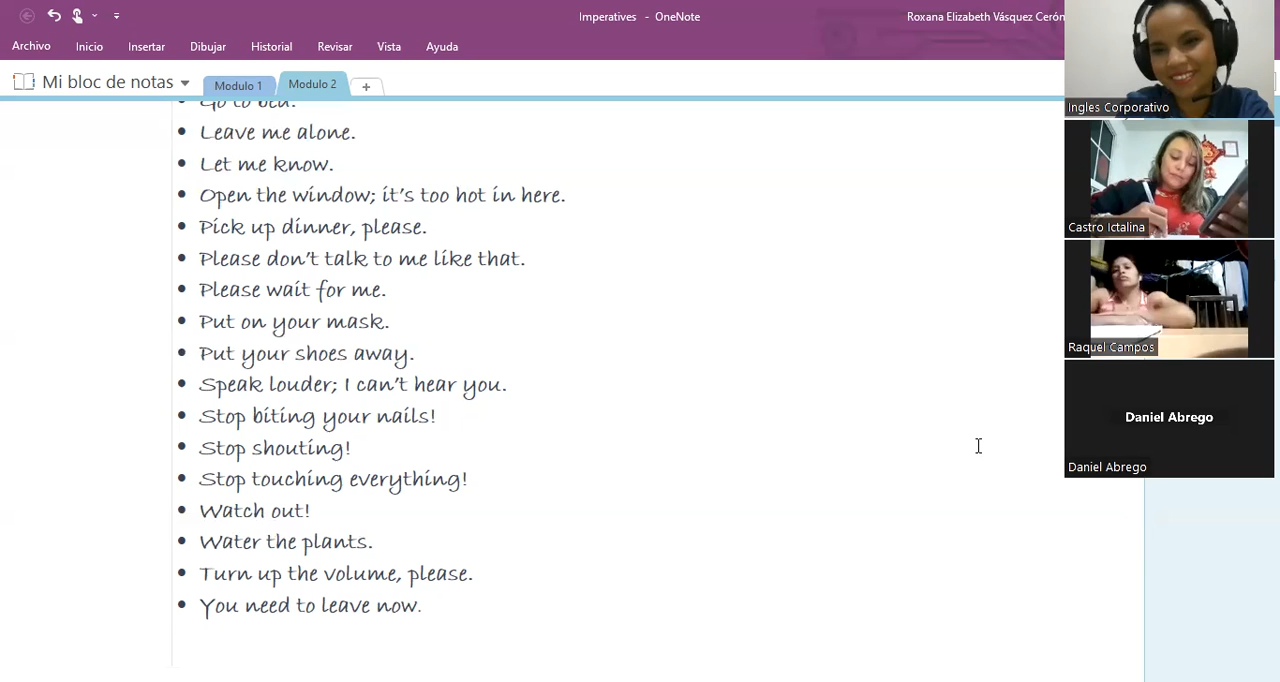 Imperatives - OneNote
Roxana Elizabeth Vásquez Cerón
Archivo Inicio Insertar Dibujar Historial Revisar Vista Ayuda
Mi bloc de notas Modulo 1 Modulo 2 +
Go to bed.
Leave me alone.
Let me know.
Open the window; it's too hot in here.
Pick up dinner, please.
Please don't talk to me like that.
Please wait for me.
Put on your mask.
Put your shoes away.
Speak louder; I can't hear you.
Stop biting your nails!
Stop shouting!
Stop touching everything!
Watch out!
Water the plants.
Turn up the volume, please.
You need to leave now.
Ingles Corporativo
Castro Ictalina
Raquel Campos
Daniel Abrego
Daniel Abrego